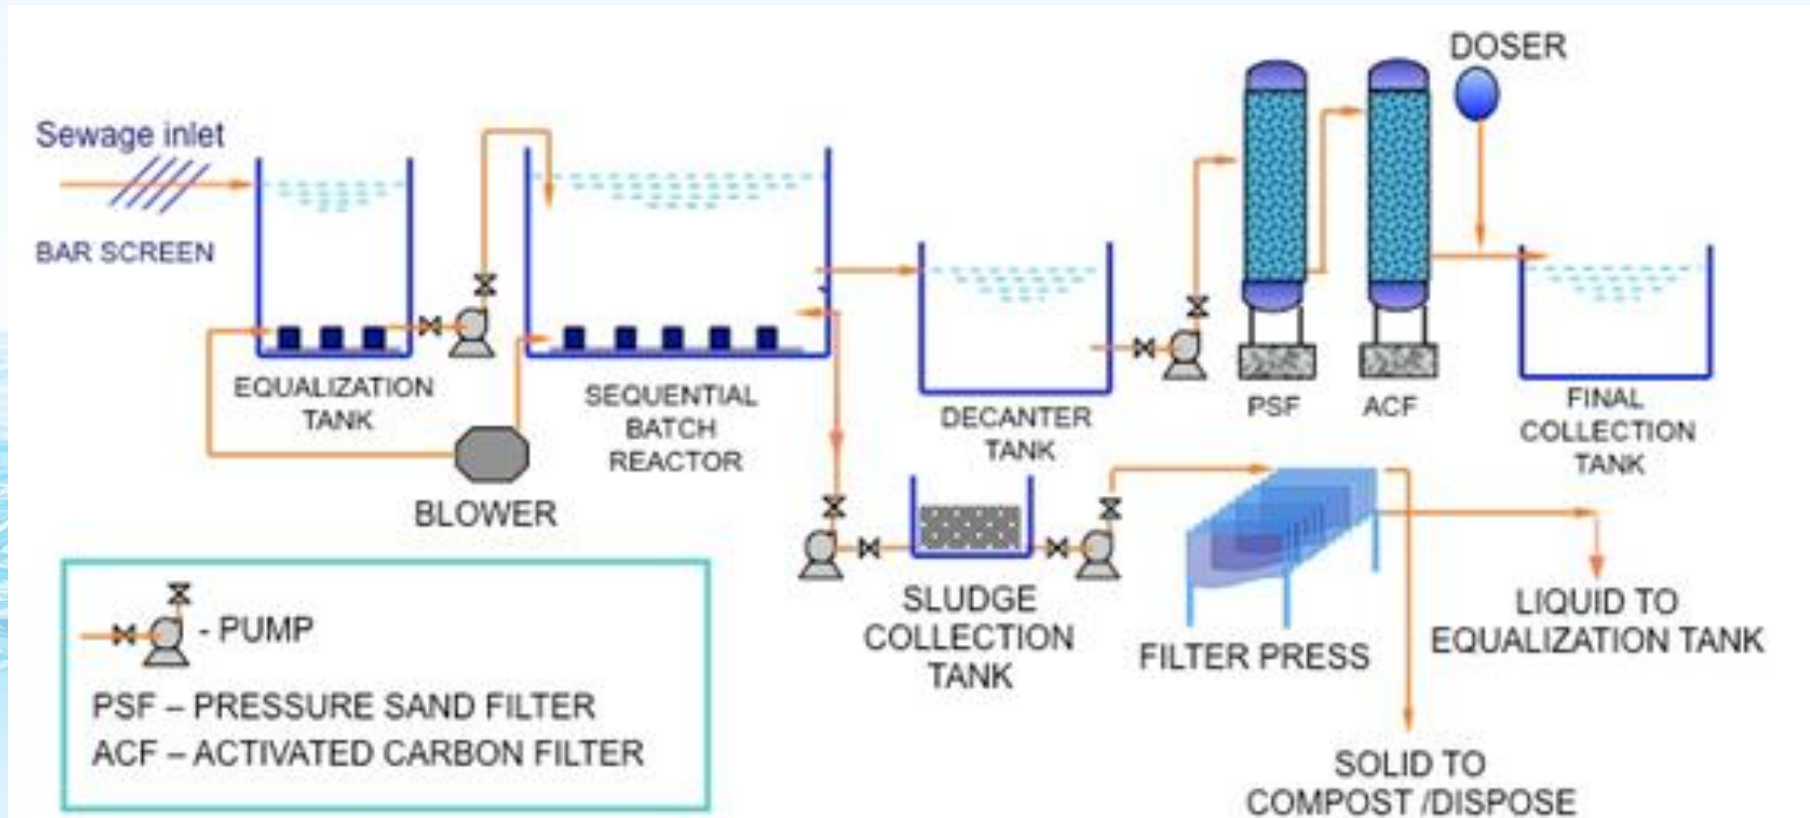 DOSER
Sewage inlet
BAR SCREEN
EQUALIZATION
TANK
SEQUENTIAL
BATCH
REACTOR
DECANTER
TANK
PSF
ACF
FINAL
COLLECTION
TANK
BLOWER
SLUDGE
COLLECTION
TANK
FILTER PRESS
LIQUID TO
EQUALIZATION TANK
SOLID TO
COMPOST /DISPOSE
- PUMP
PSF – PRESSURE SAND FILTER
ACF – ACTIVATED CARBON FILTER